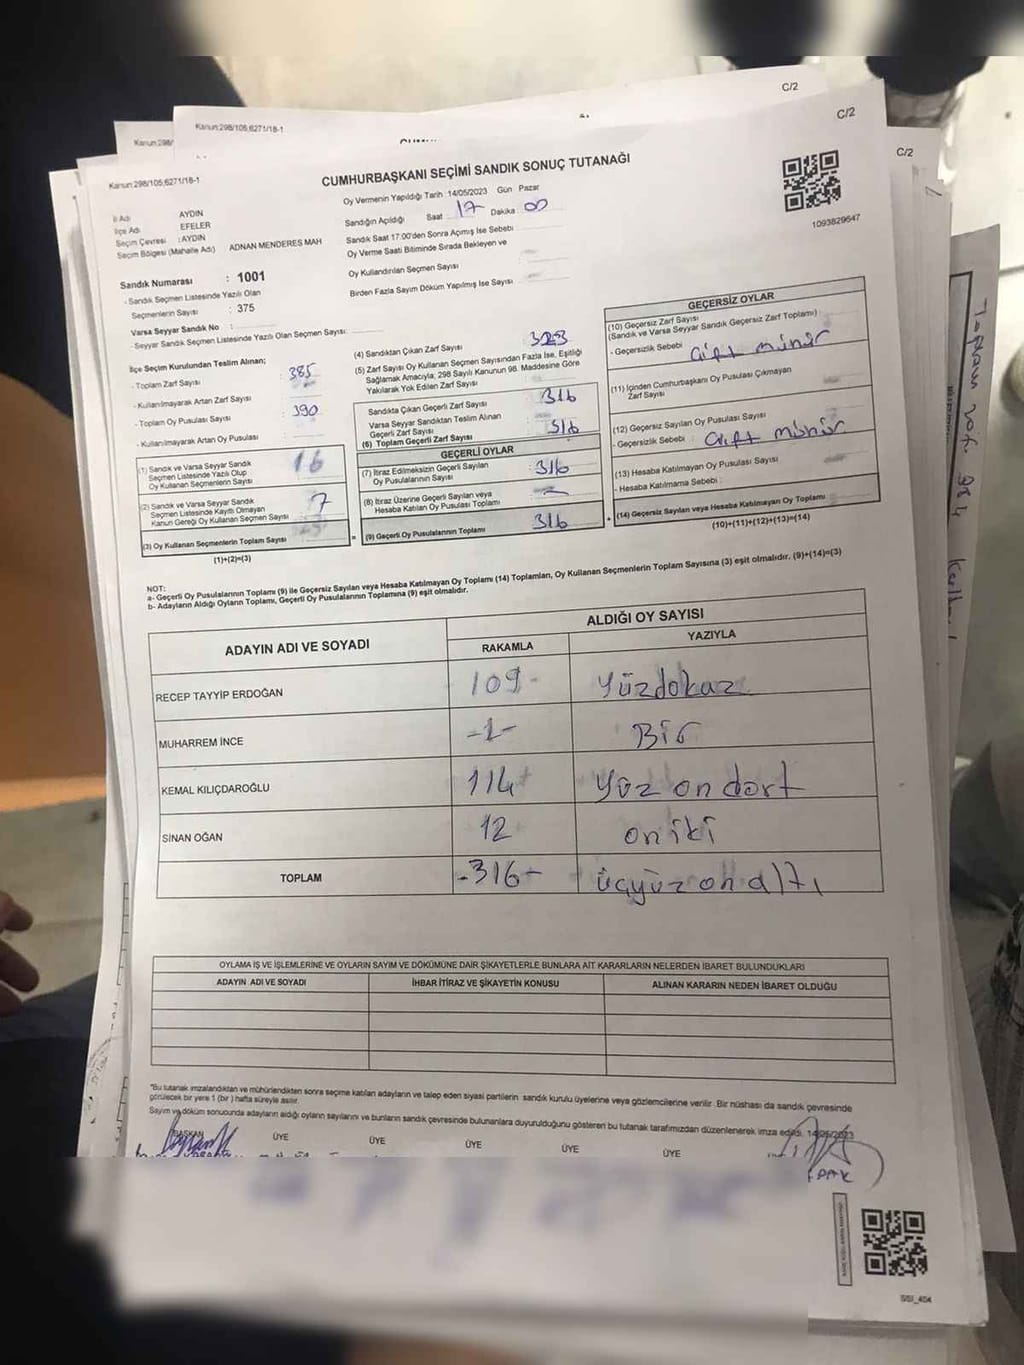 C/2
Kanun:298/105;6271/18-1
C/2
Kanun:298/
C/2
Kanun:298/105;6271/18-1
CUMHURBAŞKANI SEÇİMİ SANDIK SONUÇ TUTANAĞI
Oy Vermenin Yapıldığı Tarih :14/05/2023 Gün Pazar
Sandığın Açıldığı Saat 17 Dakika 00
Sandık Saat 17:00'den Sonra Açımış İse Sebebi
Oy Verme Saati Bitiminde Sırada Bekleyen ve
Oy Kullandırılan Seçmen Sayısı
Birden Fazla Sayım Döküm Yapılmış İse Sayısı
1093829647
İl Adı AYDIN
İlçe Adı EFELER
Seçim Çevresi :AYDIN
Seçim Bölgesi (Mahalle Adı) ADNAN MENDERES MAH
Sandık Numarası : 1001
- Sandık Seçmen Listesinde Yazılı Olan
Seçmenlerin Sayısı : 375
Varsa Seyyar Sandık No :
- Seyyar Sandık Seçmen Listesinde Yazılı Olan Seçmen Sayısı:
İlçe Seçim Kurulundan Teslim Alınan;
- Toplam Zarf Sayısı 385
- Kullanılmayarak Artan Zarf Sayısı
- Toplam Oy Pusulası Sayısı : 390
- Kullanılmayarak Artan Oy Pusulası
(1) Sandık ve Varsa Seyyar Sandık
Seçmen Listesinde Yazılı Olup
Oy Kullanan Seçmenlerin Sayısı
16
(2) Sandık ve Varsa Seyyar Sandık
Seçmen Listesinde Kayıtlı Olmayan
Kanun Gereği Oy Kullanan Seçmen Sayısı
7
(3) Oy Kullanan Seçmenlerin Toplam Sayısı
(1)+(2)=(3)
(4) Sandıktan Çıkan Zarf Sayısı 323
(5) Zarf Sayısı Oy Kullanan Seçmen Sayısından Fazla İse, Eşitliği
Sağlamak Amacıyla; 298 Sayılı Kanunun 98. Maddesine Göre
Yakılarak Yok Edilen Zarf Sayısı
Sandıkta Çıkan Geçerli Zarf Sayısı 316
Varsa Seyyar Sandıktan Teslim Alınan
Geçerli Zarf Sayısı
(6) Toplam Geçerli Zarf Sayısı 316
GEÇERLİ OYLAR
(7) İtiraz Edilmeksizin Geçerli Sayılan
Oy Pusulalarının Sayısı 316
(8) İtiraz Üzerine Geçerli Sayılan veya
Hesaba Katılan Oy Pusulası Toplamı
(9) Geçerli Oy Pusulalarının Toplamı 316
GEÇERSİZ OYLAR
(10) Geçersiz Zarf Sayısı
(Sandık ve Varsa Seyyar Sandık Geçersiz Zarf Toplamı)
- Geçersizlik Sebebi çift mühür
(11) İçinden Cumhurbaşkanı Oy Pusulası Çıkmayan
Zarf Sayısı
(12) Geçersiz Sayılan Oy Pusulası Sayısı
- Geçersizlik Sebebi : çift mühür
(13) Hesaba Katılmayan Oy Pusulası Sayısı
- Hesaba Katılmama Sebebi :
(14) Geçersiz Sayılan veya Hesaba Katılmayan Oy Toplamı
(10)+(11)+(12)+(13)=(14)
NOT:
a- Geçerli Oy Pusulalarının Toplamı (9) ile Geçersiz Sayılan veya Hesaba Katılmayan Oy Toplamı (14) Toplamları, Oy Kullanan Seçmenlerin Toplam Sayısına (3) eşit olmalıdır. (9)+(14)=(3)
b- Adayların Aldığı Oyların Toplamı, Geçerli Oy Pusulalarının Toplamına (9) eşit olmalıdır.
ADAYIN ADI VE SOYADI ALDIĞI OY SAYISI
RAKAMLA YAZIYLA
RECEP TAYYİP ERDOĞAN 109- Yüzdokuz
MUHARREM İNCE -1- Bir
KEMAL KILIÇDAROĞLU 114 yüz on dört
SİNAN OĞAN 12 on iki
TOPLAM -316- üçyüz on altı
OYLAMA İŞ VE İŞLEMLERİNE VE OYLARIN SAYIM VE DÖKÜMÜNE DAİR ŞİKAYETLERLE BUNLARA AİT KARARLARIN NELERDEN İBARET BULUNDUKLARI
ADAYIN ADI VE SOYADI İHBAR İTİRAZ VE ŞİKAYETİN KONUSU ALINAN KARARIN NEDEN İBARET OLDUĞU
"Bu tutanak imzalandıktan ve mühürlendikten sonra seçime katılan adayların ve talep eden siyasi partilerin sandık kurulu üyelerine veya gözlemcilerine verilir. Bir nüshası da sandık çevresinde
görülecek bir yere 1 (bir) hafta süreyle asılır.
Sayım ve döküm sonucunda adayların aldığı oyların sayılarını ve bunların sandık çevresinde bulunanlara duyurulduğunu gösteren bu tutanak tarafımızdan düzenlenerek imza edildi.
BAŞKAN ÜYE ÜYE ÜYE ÜYE ÜYE
SSI_404